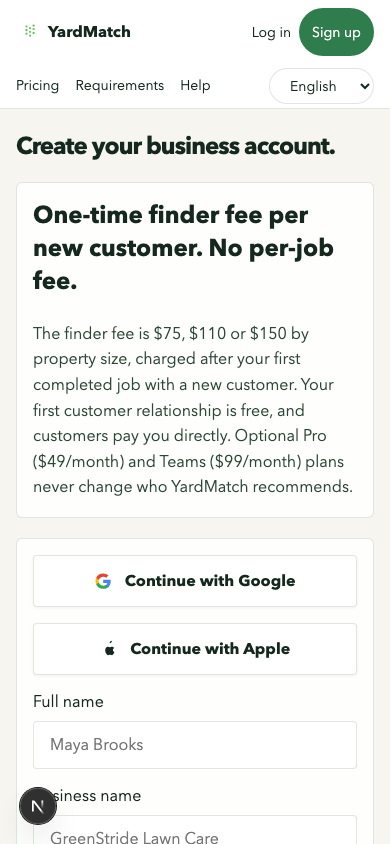 YardMatch
Log in
Sign up
Pricing
Requirements
Help
English
Create your business account.
One-time finder fee per
new customer. No per-job
fee.
The finder fee is $75, $110 or $150 by
property size, charged after your first
completed job with a new customer. Your
first customer relationship is free, and
customers pay you directly. Optional Pro
($49/month) and Teams ($99/month) plans
never change who YardMatch recommends.
Continue with Google
Continue with Apple
Full name
Maya Brooks
siness name
N
GreenStride Lawn Care